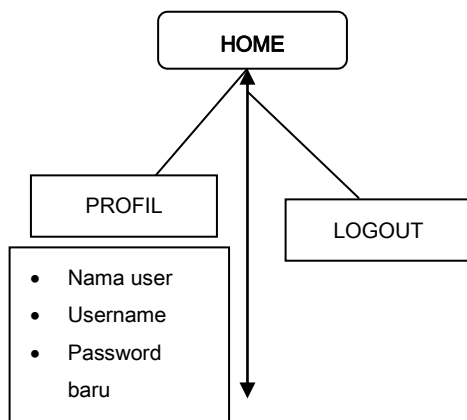 HOME
PROFIL
LOGOUT
• Nama user
• Username
• Password
baru